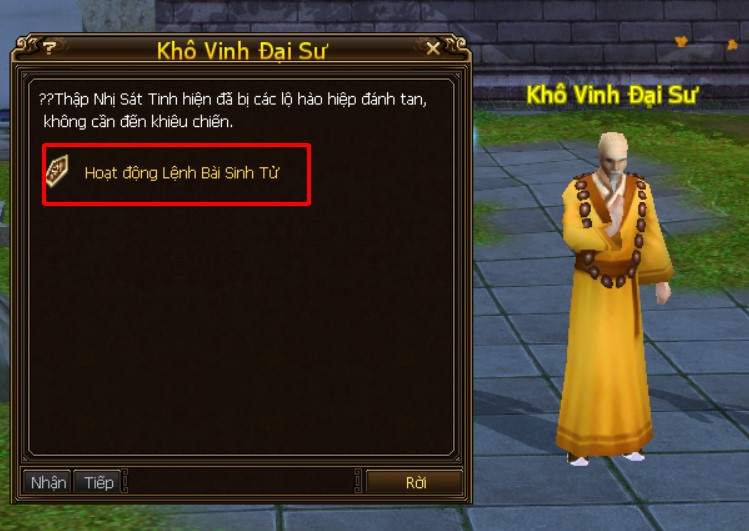 ?
Khô Vinh Đại Sư
??Thập Nhị Sát Tinh hiện đã bị các lộ hào hiệp đánh tan,
không cần đến khiêu chiến.
Hoạt động Lệnh Bài Sinh Tử
Nhận
Tiếp
Rời
Khô Vinh Đại Sư